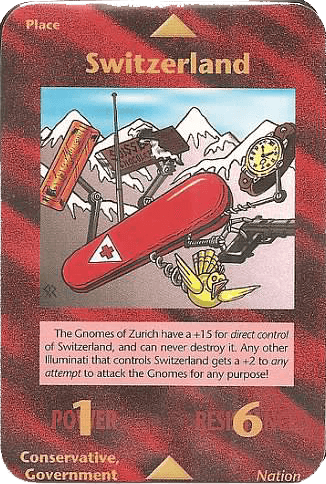 Place
Switzerland
The Gnomes of Zurich have a +15 for direct control
of Switzerland, and can never destroy it. Any other
Illuminati that controls Switzerland gets a +2 to any
attempt to attack the Gnomes for any purpose!
POWER 1
RESISTANCE 6
Conservative,
Government
Nation